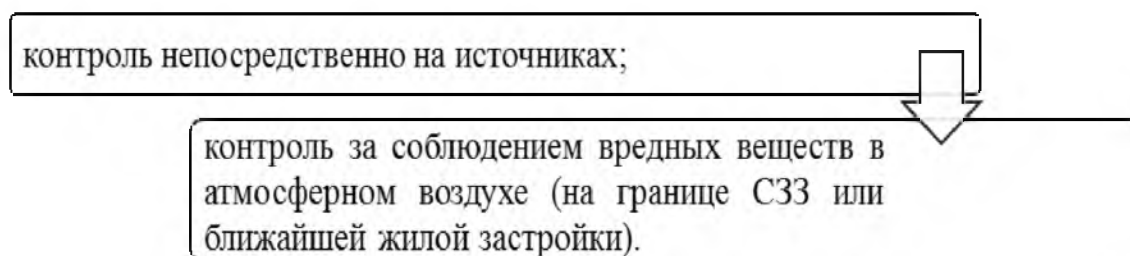 контроль непосредственно на источниках;
контроль за соблюдением вредных веществ в
атмосферном воздухе (на границе СЗЗ или
ближайшей жилой застройки).